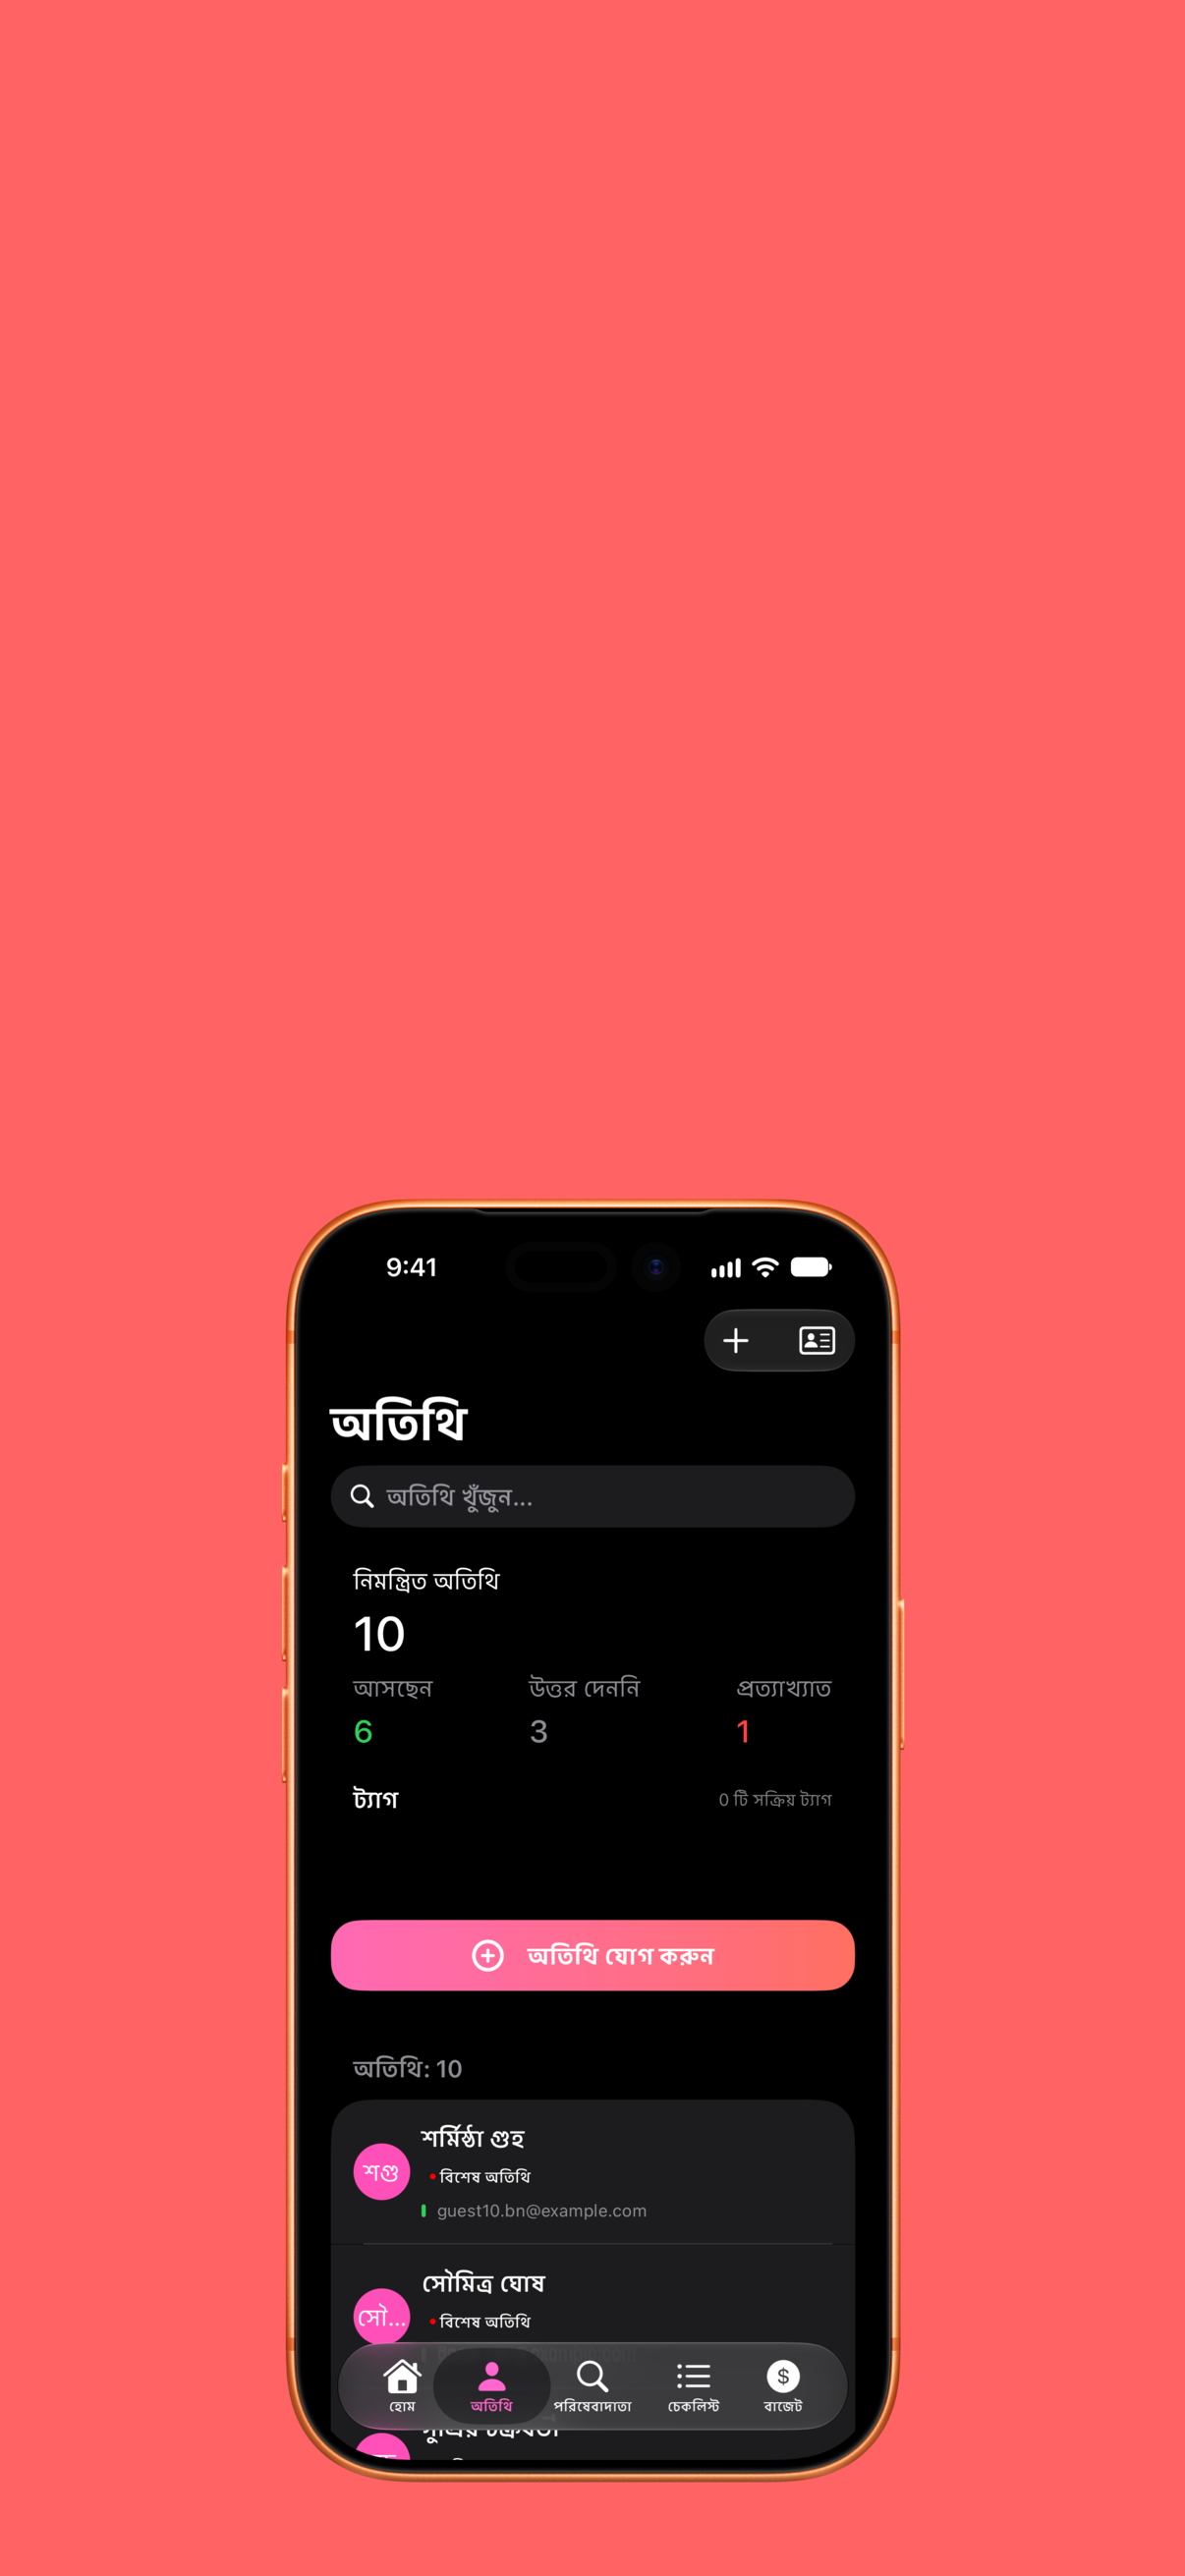 9:41
অতিথি
অতিথি খুঁজুন...
নিমন্ত্রিত অতিথি
10
আসছেন উত্তর দেননি প্রত্যাখ্যাত
6 3 1
ট্যাগ 0 টি সক্রিয় ট্যাগ
অতিথি যোগ করুন
অতিথি: 10
শর্মিষ্ঠা গুহ
শগু
বিশেষ অতিথি
guest10.bn@example.com
সৌমিত্র ঘোষ
সৌ...
বিশেষ অতিথি
হোম অতিথি পরিষেবাদাতা চেকলিস্ট বাজেট